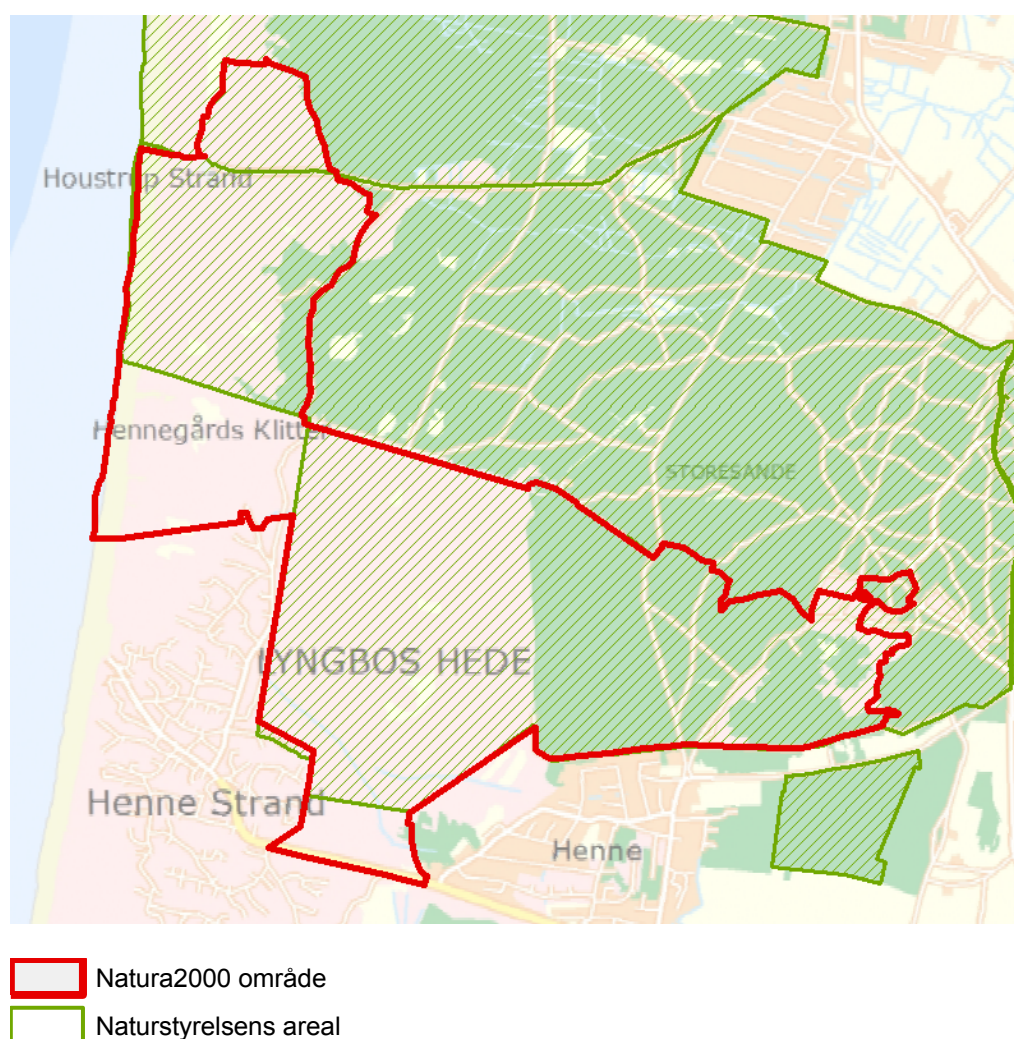 Houstrup Strand
Hennegårds Klitter
STORESANDE
LYNGBOS HEDE
Henne Strand
Henne
Natura2000 område
Naturstyrelsens areal